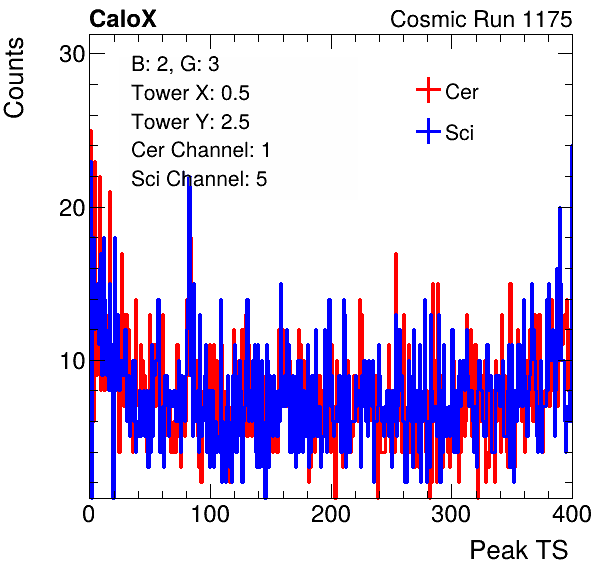 CaloX Cosmic Run 1175
Counts
30
20
10
B: 2, G: 3
Tower X: 0.5
Tower Y: 2.5
Cer Channel: 1
Sci Channel: 5
Cer
Sci
0 100 200 300 400
Peak TS